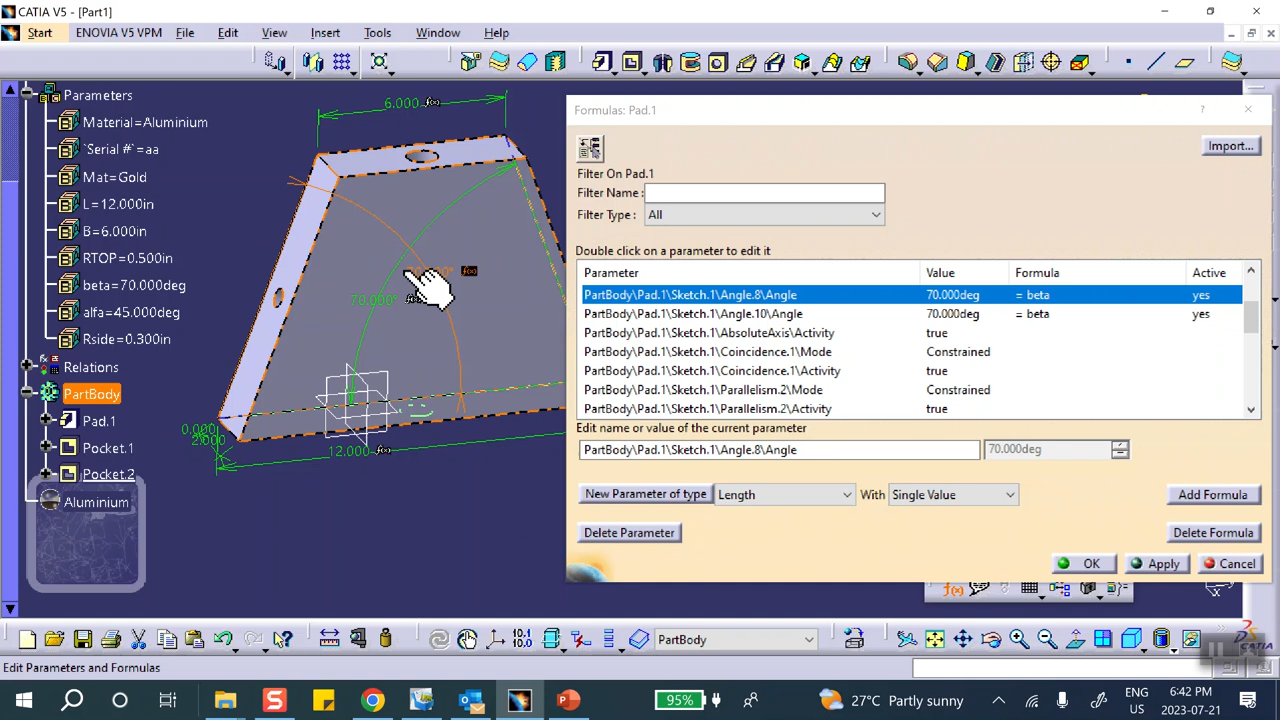 CATIA V5 - [Part1]
Start ENOVIA V5 VPM File Edit View Insert Tools Window Help
Parameters
Material=Aluminium
`Serial #`=aa
Mat=Gold
L=12.000in
B=6.000in
RTOP=0.500in
beta=70.000deg
alfa=45.000deg
Rside=0.300in
Relations
PartBody
Pad.1
Pocket.1
Pocket.2
Aluminium
6.000 f(x)
f(x)
70.000° f(x)
0.000
2.000
12.000 f(x)
Formulas: Pad.1
Import...
Filter On Pad.1
Filter Name :
Filter Type : All
Double click on a parameter to edit it
Parameter Value Formula Active
PartBody\Pad.1\Sketch.1\Angle.8\Angle 70.000deg = beta yes
PartBody\Pad.1\Sketch.1\Angle.10\Angle 70.000deg = beta yes
PartBody\Pad.1\Sketch.1\AbsoluteAxis\Activity true
PartBody\Pad.1\Sketch.1\Coincidence.1\Mode Constrained
PartBody\Pad.1\Sketch.1\Coincidence.1\Activity true
PartBody\Pad.1\Sketch.1\Parallelism.2\Mode Constrained
PartBody\Pad.1\Sketch.1\Parallelism.2\Activity true
Edit name or value of the current parameter
PartBody\Pad.1\Sketch.1\Angle.8\Angle 70.000deg
New Parameter of type Length With Single Value Add Formula
Delete Parameter Delete Formula
OK Apply Cancel
f(x)
10.1
PartBody
CATIA
Edit Parameters and Formulas
95% 27°C Partly sunny ENG US 6:42 PM 2023-07-21